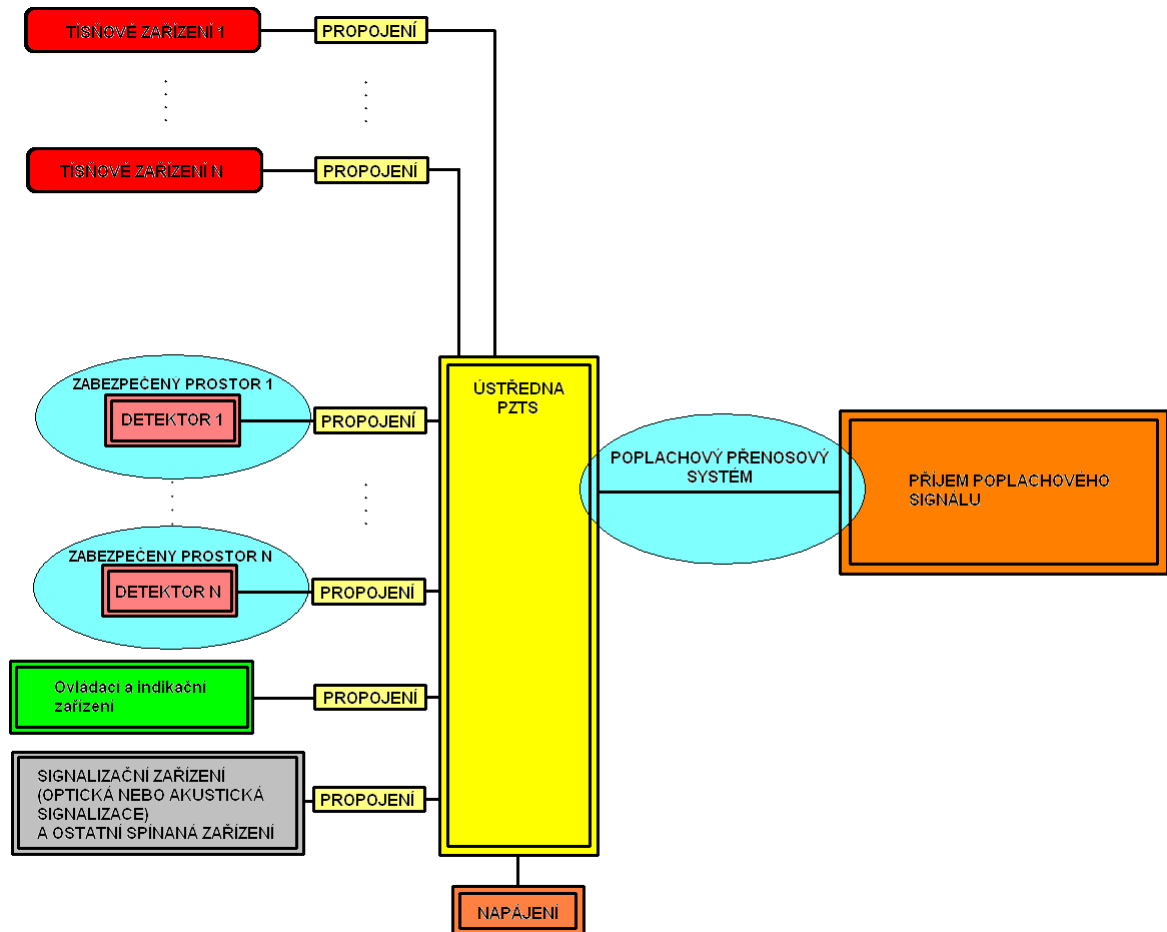 TÍSŇOVÉ ZAŘÍZENÍ 1
PROPOJENÍ
TÍSŇOVÉ ZAŘÍZENÍ N
PROPOJENÍ
ZABEZPEČENÝ PROSTOR 1
DETEKTOR 1
PROPOJENÍ
ZABEZPEČENÝ PROSTOR N
DETEKTOR N
PROPOJENÍ
Ovládací a indikační
zařízení
PROPOJENÍ
SIGNALIZAČNÍ ZAŘÍZENÍ
(OPTICKÁ NEBO AKUSTICKÁ
SIGNALIZACE)
A OSTATNÍ SPÍNANÁ ZAŘÍZENÍ
PROPOJENÍ
ÚSTŘEDNA
PZTS
NAPÁJENÍ
POPLACHOVÝ PŘENOSOVÝ
SYSTÉM
PŘÍJEM POPLACHOVÉHO
SIGNÁLU